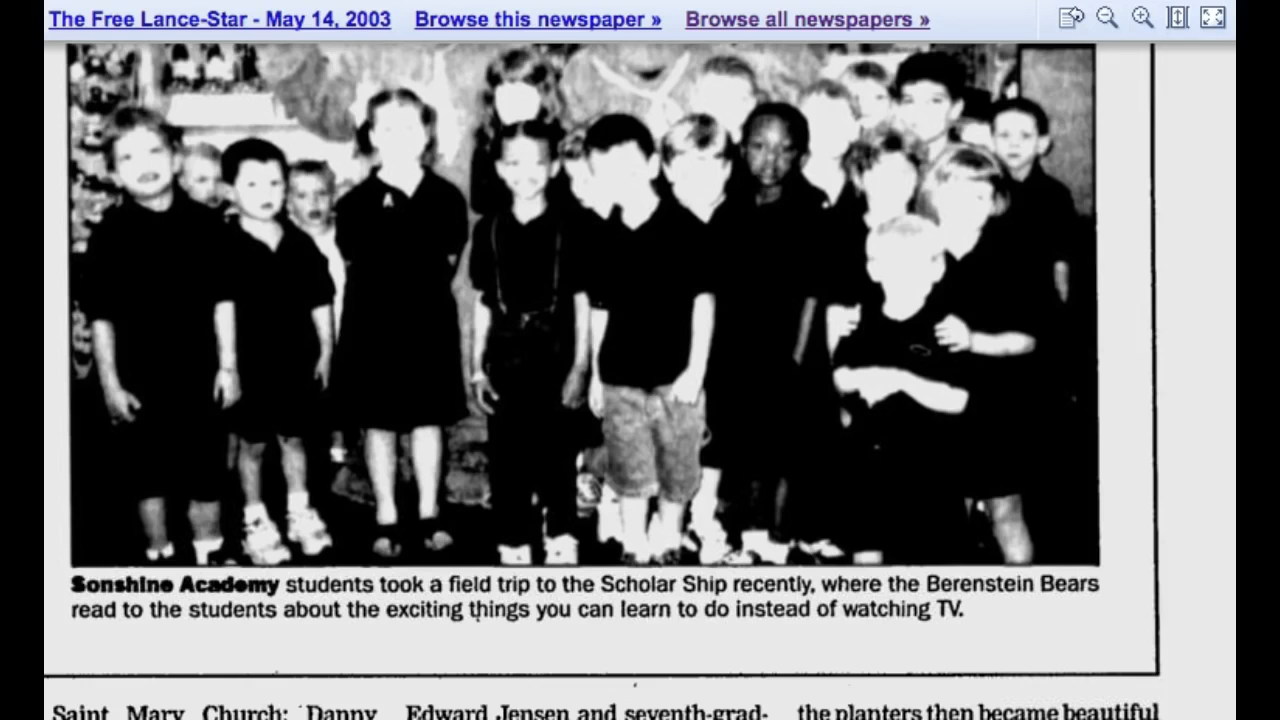 The Free Lance-Star - May 14, 2003 Browse this newspaper » Browse all newspapers »
Sonshine Academy students took a field trip to the Scholar Ship recently, where the Berenstein Bears
read to the students about the exciting things you can learn to do instead of watching TV.
Saint Mary Church: Danny
Edward Jensen and seventh-grad-
the planters then became beautiful